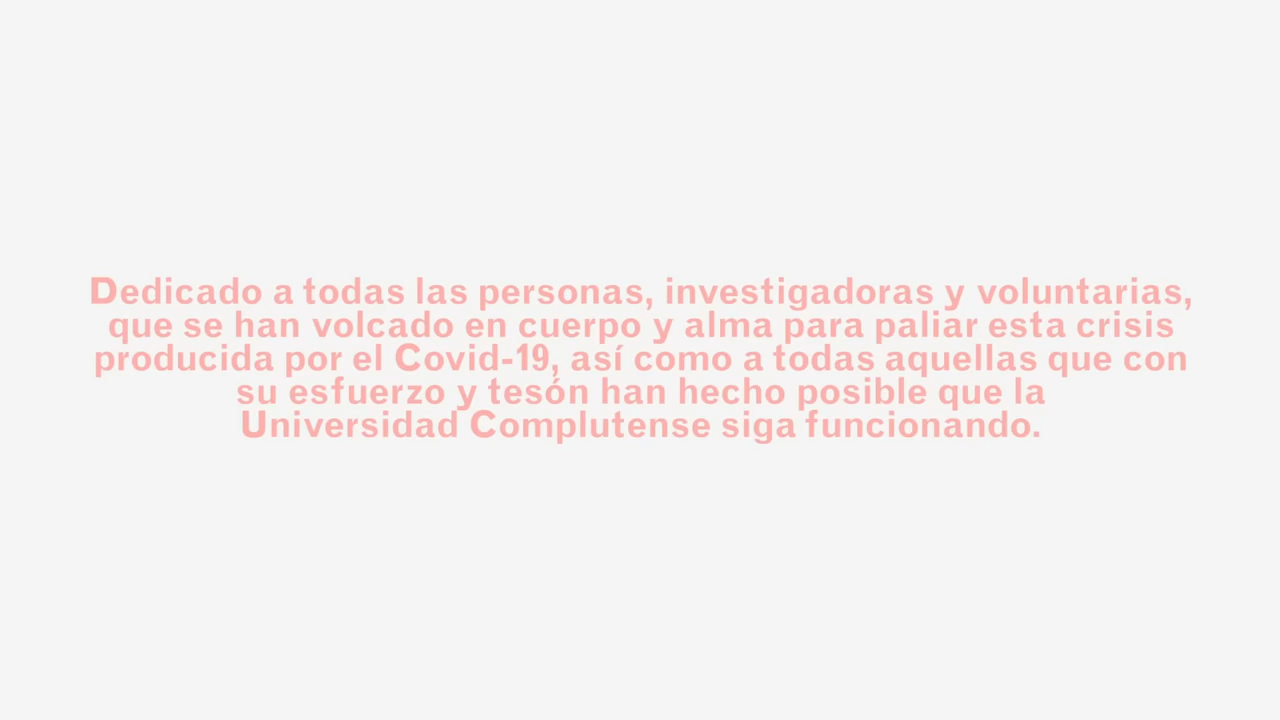 Dedicado a todas las personas, investigadoras y voluntarias,
que se han volcado en cuerpo y alma para paliar esta crisis
producida por el Covid-19, así como a todas aquellas que con
su esfuerzo y tesón han hecho posible que la
Universidad Complutense siga funcionando.